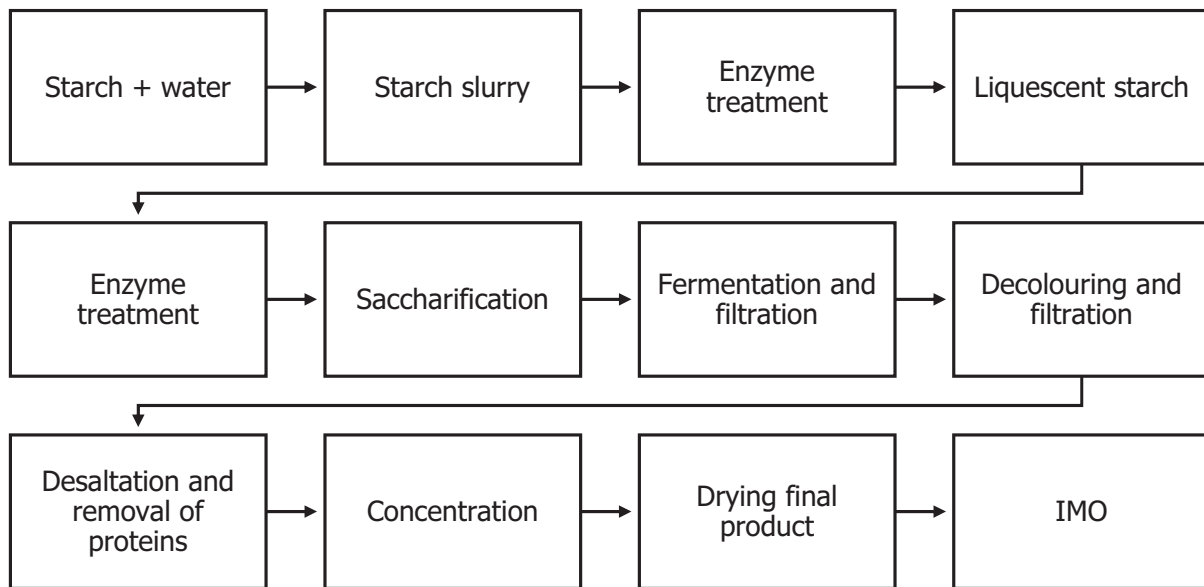 Starch + water
Starch slurry
Enzyme
treatment
Liquescent starch
Enzyme
treatment
Saccharification
Fermentation and
filtration
Decolouring and
filtration
Desaltation and
removal of
proteins
Concentration
Drying final
product
IMO